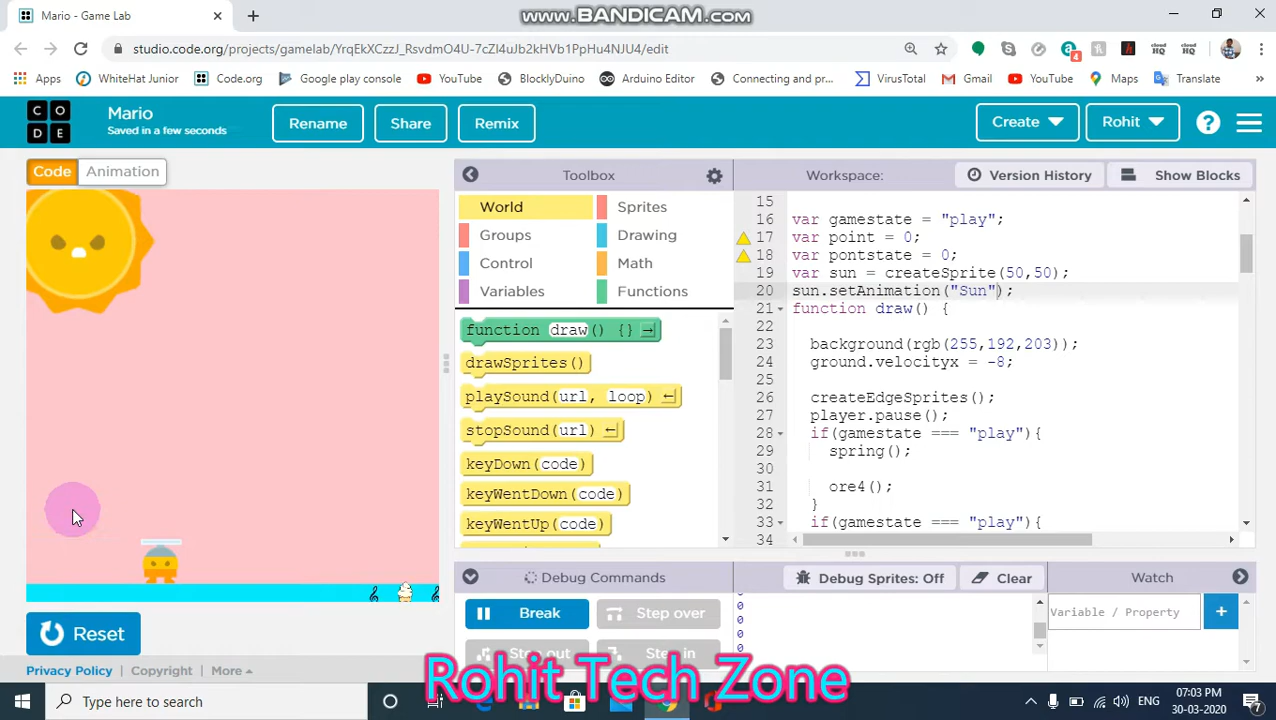 www.BANDICAM.com
Mario - Game Lab
studio.code.org/projects/gamelab/YrqEkXCzzJ_RsvdmO4U-7cZl4uJb2kHVb1PpHu4NJU4/edit
Apps
WhiteHat Junior
Code.org
Google play console
YouTube
BlocklyDuino
Arduino Editor
Connecting and pr...
VirusTotal
Gmail
YouTube
Maps
Translate
CODE
Mario
Saved in a few seconds
Rename
Share
Remix
Create
Rohit
Code
Animation
Toolbox
Workspace:
Version History
Show Blocks
World
Sprites
Groups
Drawing
Control
Math
Variables
Functions
function draw() {}
drawSprites()
playSound(url, loop)
stopSound(url)
keyDown(code)
keyWentDown(code)
keyWentUp(code)
15
16 var gamestate = "play";
17 var point = 0;
18 var pontstate = 0;
19 var sun = createSprite(50,50);
20 sun.setAnimation("Sun");
21 function draw() {
22
23 background(rgb(255,192,203));
24 ground.velocityx = -8;
25
26 createEdgeSprites();
27 player.pause();
28 if(gamestate === "play"){
29 spring();
30
31 ore4();
32 }
33 if(gamestate === "play"){
34
Debug Commands
Debug Sprites: Off
Clear
Watch
Break
Step over
Step out
Step in
0
0
0
0
Variable / Property
Reset
Privacy Policy
Copyright
More
Rohit Tech Zone
Type here to search
ENG
07:03 PM
30-03-2020
7